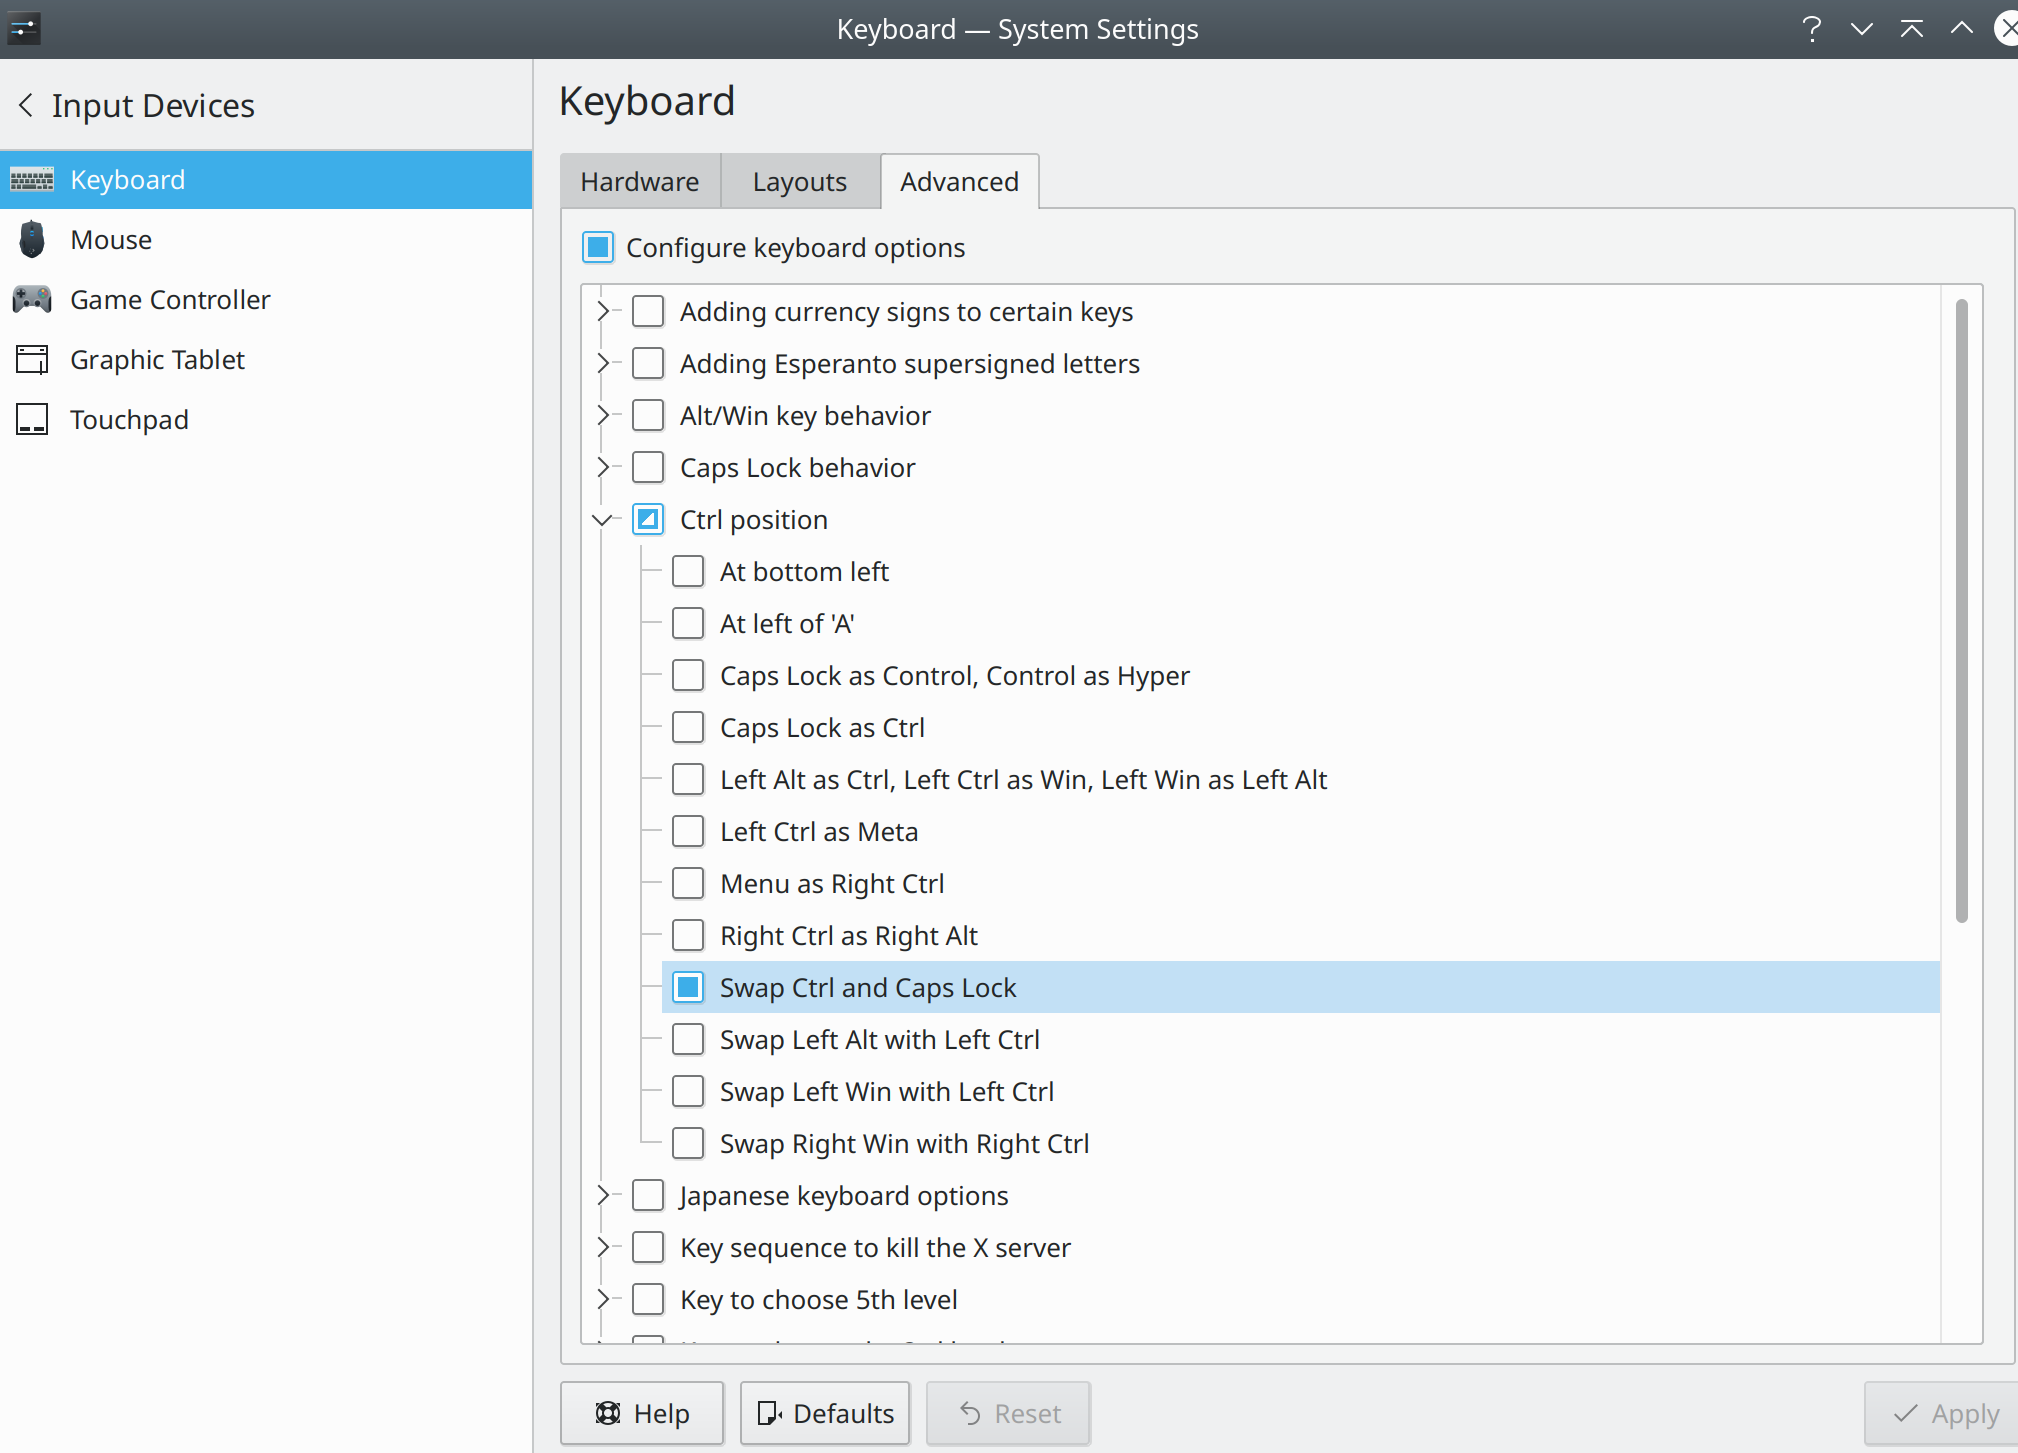 Keyboard — System Settings
Input Devices
Keyboard
Mouse
Game Controller
Graphic Tablet
Touchpad
Keyboard
Hardware
Layouts
Advanced
Configure keyboard options
Adding currency signs to certain keys
Adding Esperanto supersigned letters
Alt/Win key behavior
Caps Lock behavior
Ctrl position
At bottom left
At left of 'A'
Caps Lock as Control, Control as Hyper
Caps Lock as Ctrl
Left Alt as Ctrl, Left Ctrl as Win, Left Win as Left Alt
Left Ctrl as Meta
Menu as Right Ctrl
Right Ctrl as Right Alt
Swap Ctrl and Caps Lock
Swap Left Alt with Left Ctrl
Swap Left Win with Left Ctrl
Swap Right Win with Right Ctrl
Japanese keyboard options
Key sequence to kill the X server
Key to choose 5th level
Help
Defaults
Reset
Apply